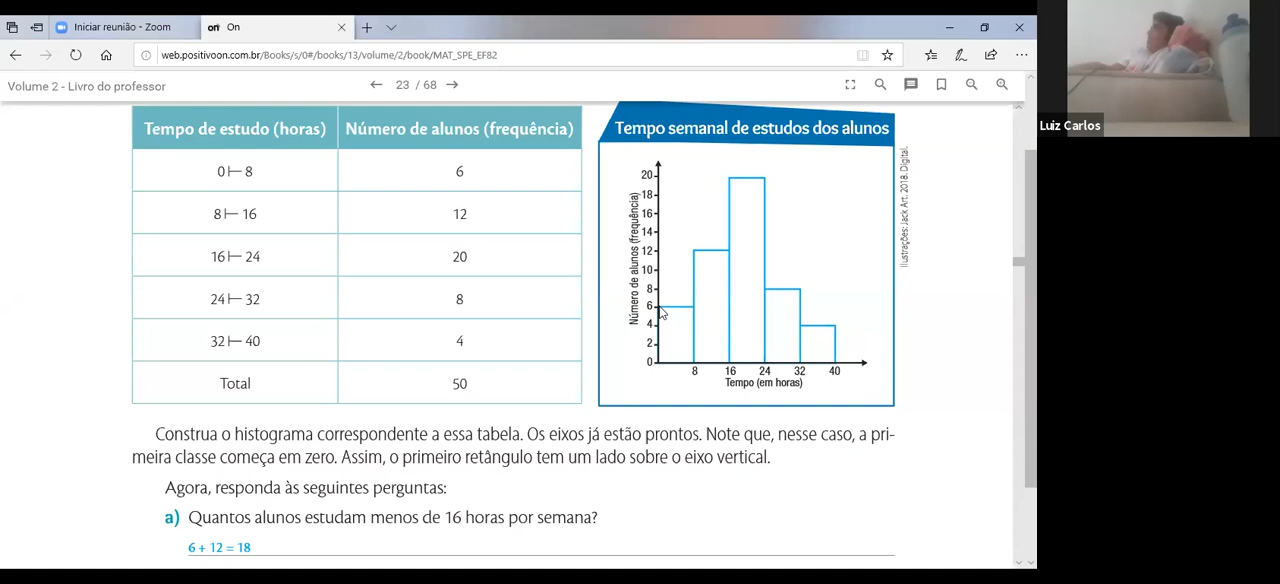 Iniciar reunião - Zoom
on On
web.positivoon.com.br/Books/s/0#/books/13/volume/2/book/MAT_SPE_EF82
Volume 2 - Livro do professor
23 / 68
Luiz Carlos
Tempo de estudo (horas) Número de alunos (frequência)
0⊢8 6
8⊢16 12
16⊢24 20
24⊢32 8
32⊢40 4
Total 50
Tempo semanal de estudos dos alunos
Número de alunos (frequência)
20
18
16
14
12
10
8
6
4
2
0
8 16 24 32 40
Tempo (em horas)
Ilustrações: Jack Art. 2018. Digital.
Construa o histograma correspondente a essa tabela. Os eixos já estão prontos. Note que, nesse caso, a pri-
meira classe começa em zero. Assim, o primeiro retângulo tem um lado sobre o eixo vertical.
Agora, responda às seguintes perguntas:
a) Quantos alunos estudam menos de 16 horas por semana?
6 + 12 = 18